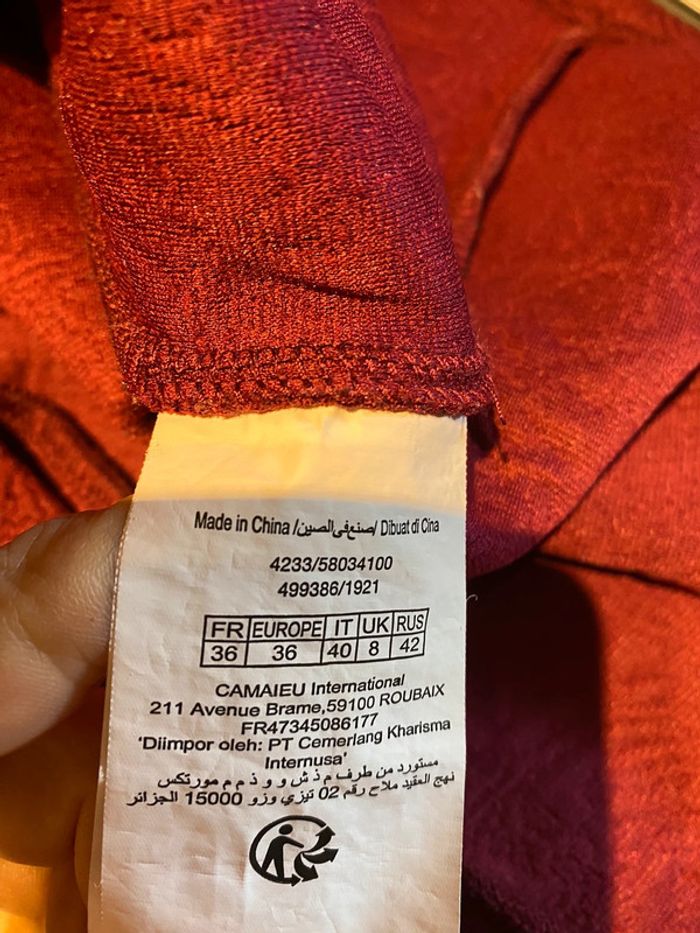 Made in China /صنع في الصين/ Dibuat di Cina
4233/58034100
499386/1921
FR EUROPE IT UK RUS
36 36 40 8 42
CAMAIEU International
211 Avenue Brame,59100 ROUBAIX
FR47345086177
'Diimpor oleh: PT Cemerlang Kharisma
Internusa'
مستورد من طرف م ذ ش و و ذ م م مورتكس
نهج العقيد ملاح رقم 02 تيزي وزو 15000 الجزائر